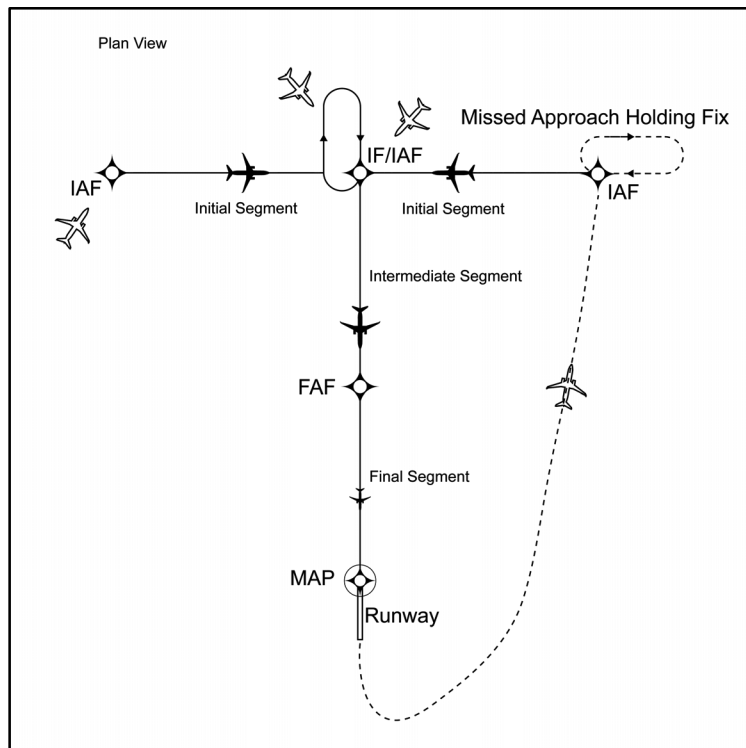 Plan View
Missed Approach Holding Fix
IF/IAF
IAF
IAF
Initial Segment
Initial Segment
Intermediate Segment
FAF
Final Segment
MAP
Runway